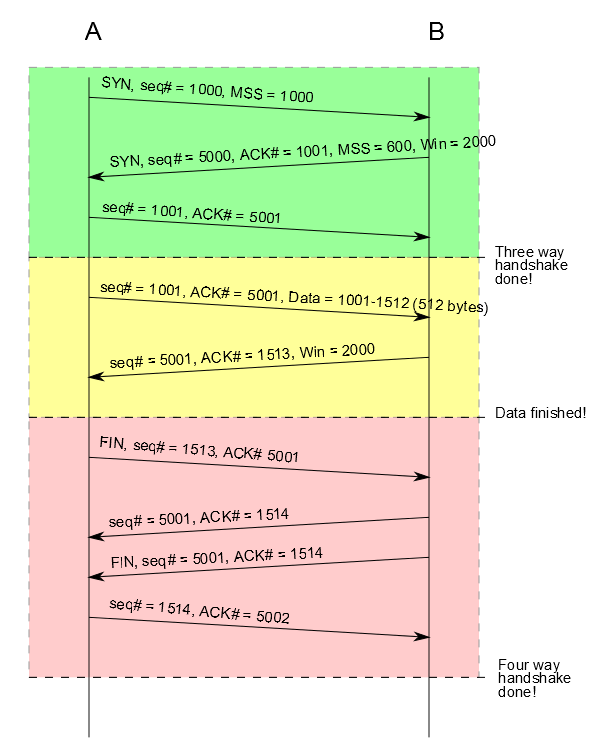 A
B
SYN, seq# = 1000, MSS = 1000
SYN, seq# = 5000, ACK# = 1001, MSS = 600, Win = 2000
seq# = 1001, ACK# = 5001
Three way
handshake
done!
seq# = 1001, ACK# = 5001, Data = 1001-1512 (512 bytes)
seq# = 5001, ACK# = 1513, Win = 2000
Data finished!
FIN, seq# = 1513, ACK# 5001
seq# = 5001, ACK# = 1514
FIN, seq# = 5001, ACK# = 1514
seq# = 1514, ACK# = 5002
Four way
handshake
done!